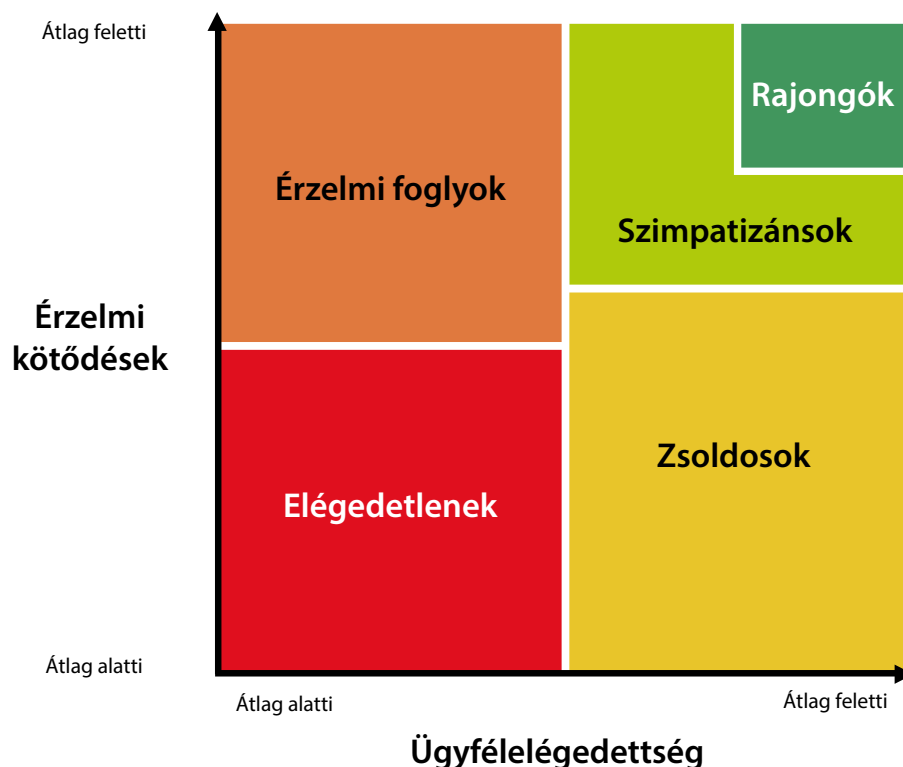 Átlag feletti
Rajongók
Érzelmi foglyok
Szimpatizánsok
Érzelmi
kötődések
Zsoldosok
Elégedetlenek
Átlag alatti
Átlag alatti
Átlag feletti
Ügyfélelégedettség